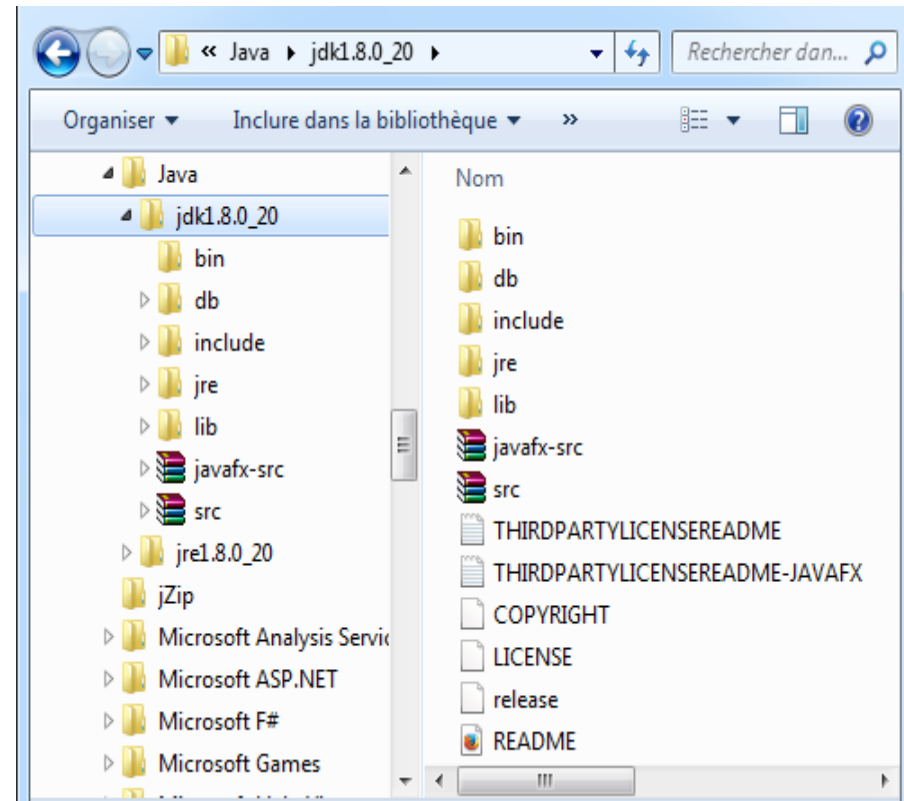 « Java ▸ jdk1.8.0_20 ▸
Rechercher dan...
Organiser
Inclure dans la bibliothèque
»
Java
jdk1.8.0_20
bin
db
include
jre
lib
javafx-src
src
jre1.8.0_20
jZip
Microsoft Analysis Servic
Microsoft ASP.NET
Microsoft F#
Microsoft Games
Nom
bin
db
include
jre
lib
javafx-src
src
THIRDPARTYLICENSEREADME
THIRDPARTYLICENSEREADME-JAVAFX
COPYRIGHT
LICENSE
release
README